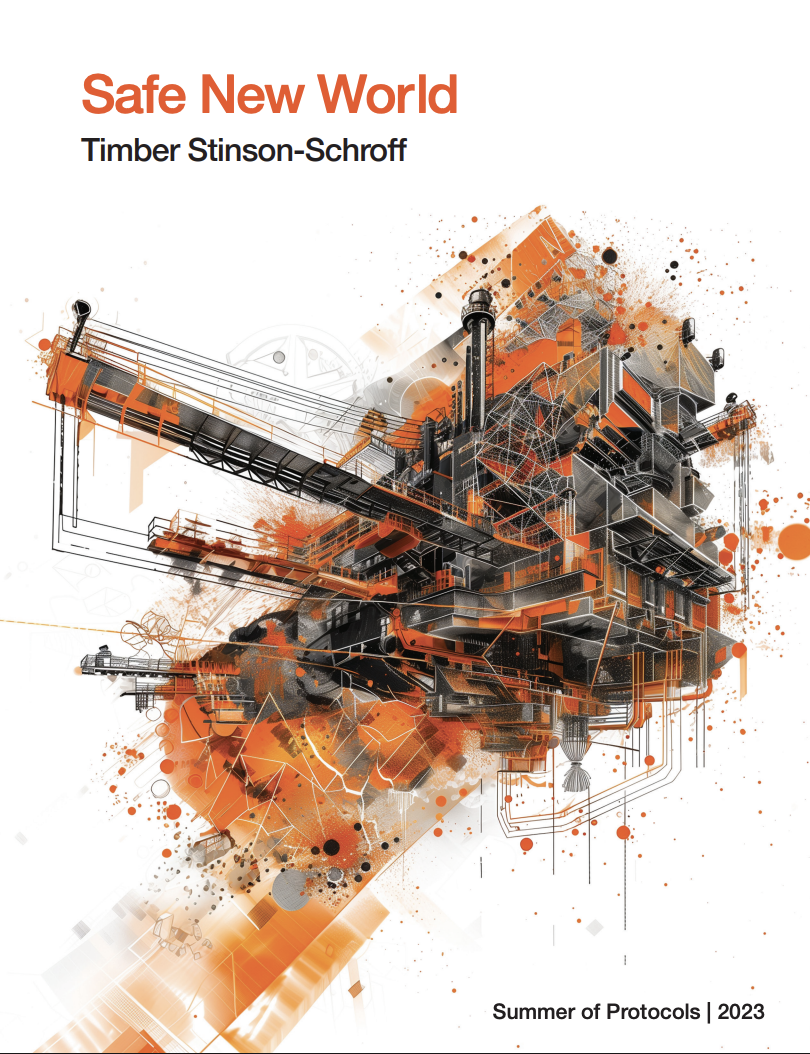 Safe New World
Timber Stinson-Schroff
Summer of Protocols | 2023